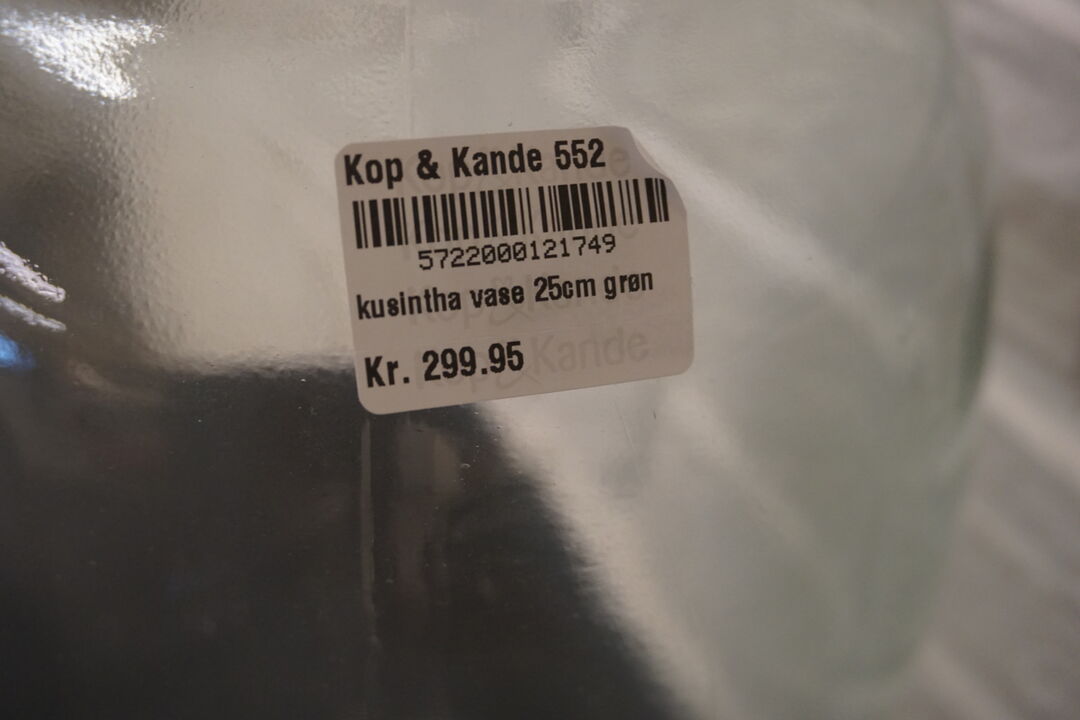 Kop & Kande 552
5722000121749
kusintha vase 25cm grøn
Kr. 299.95